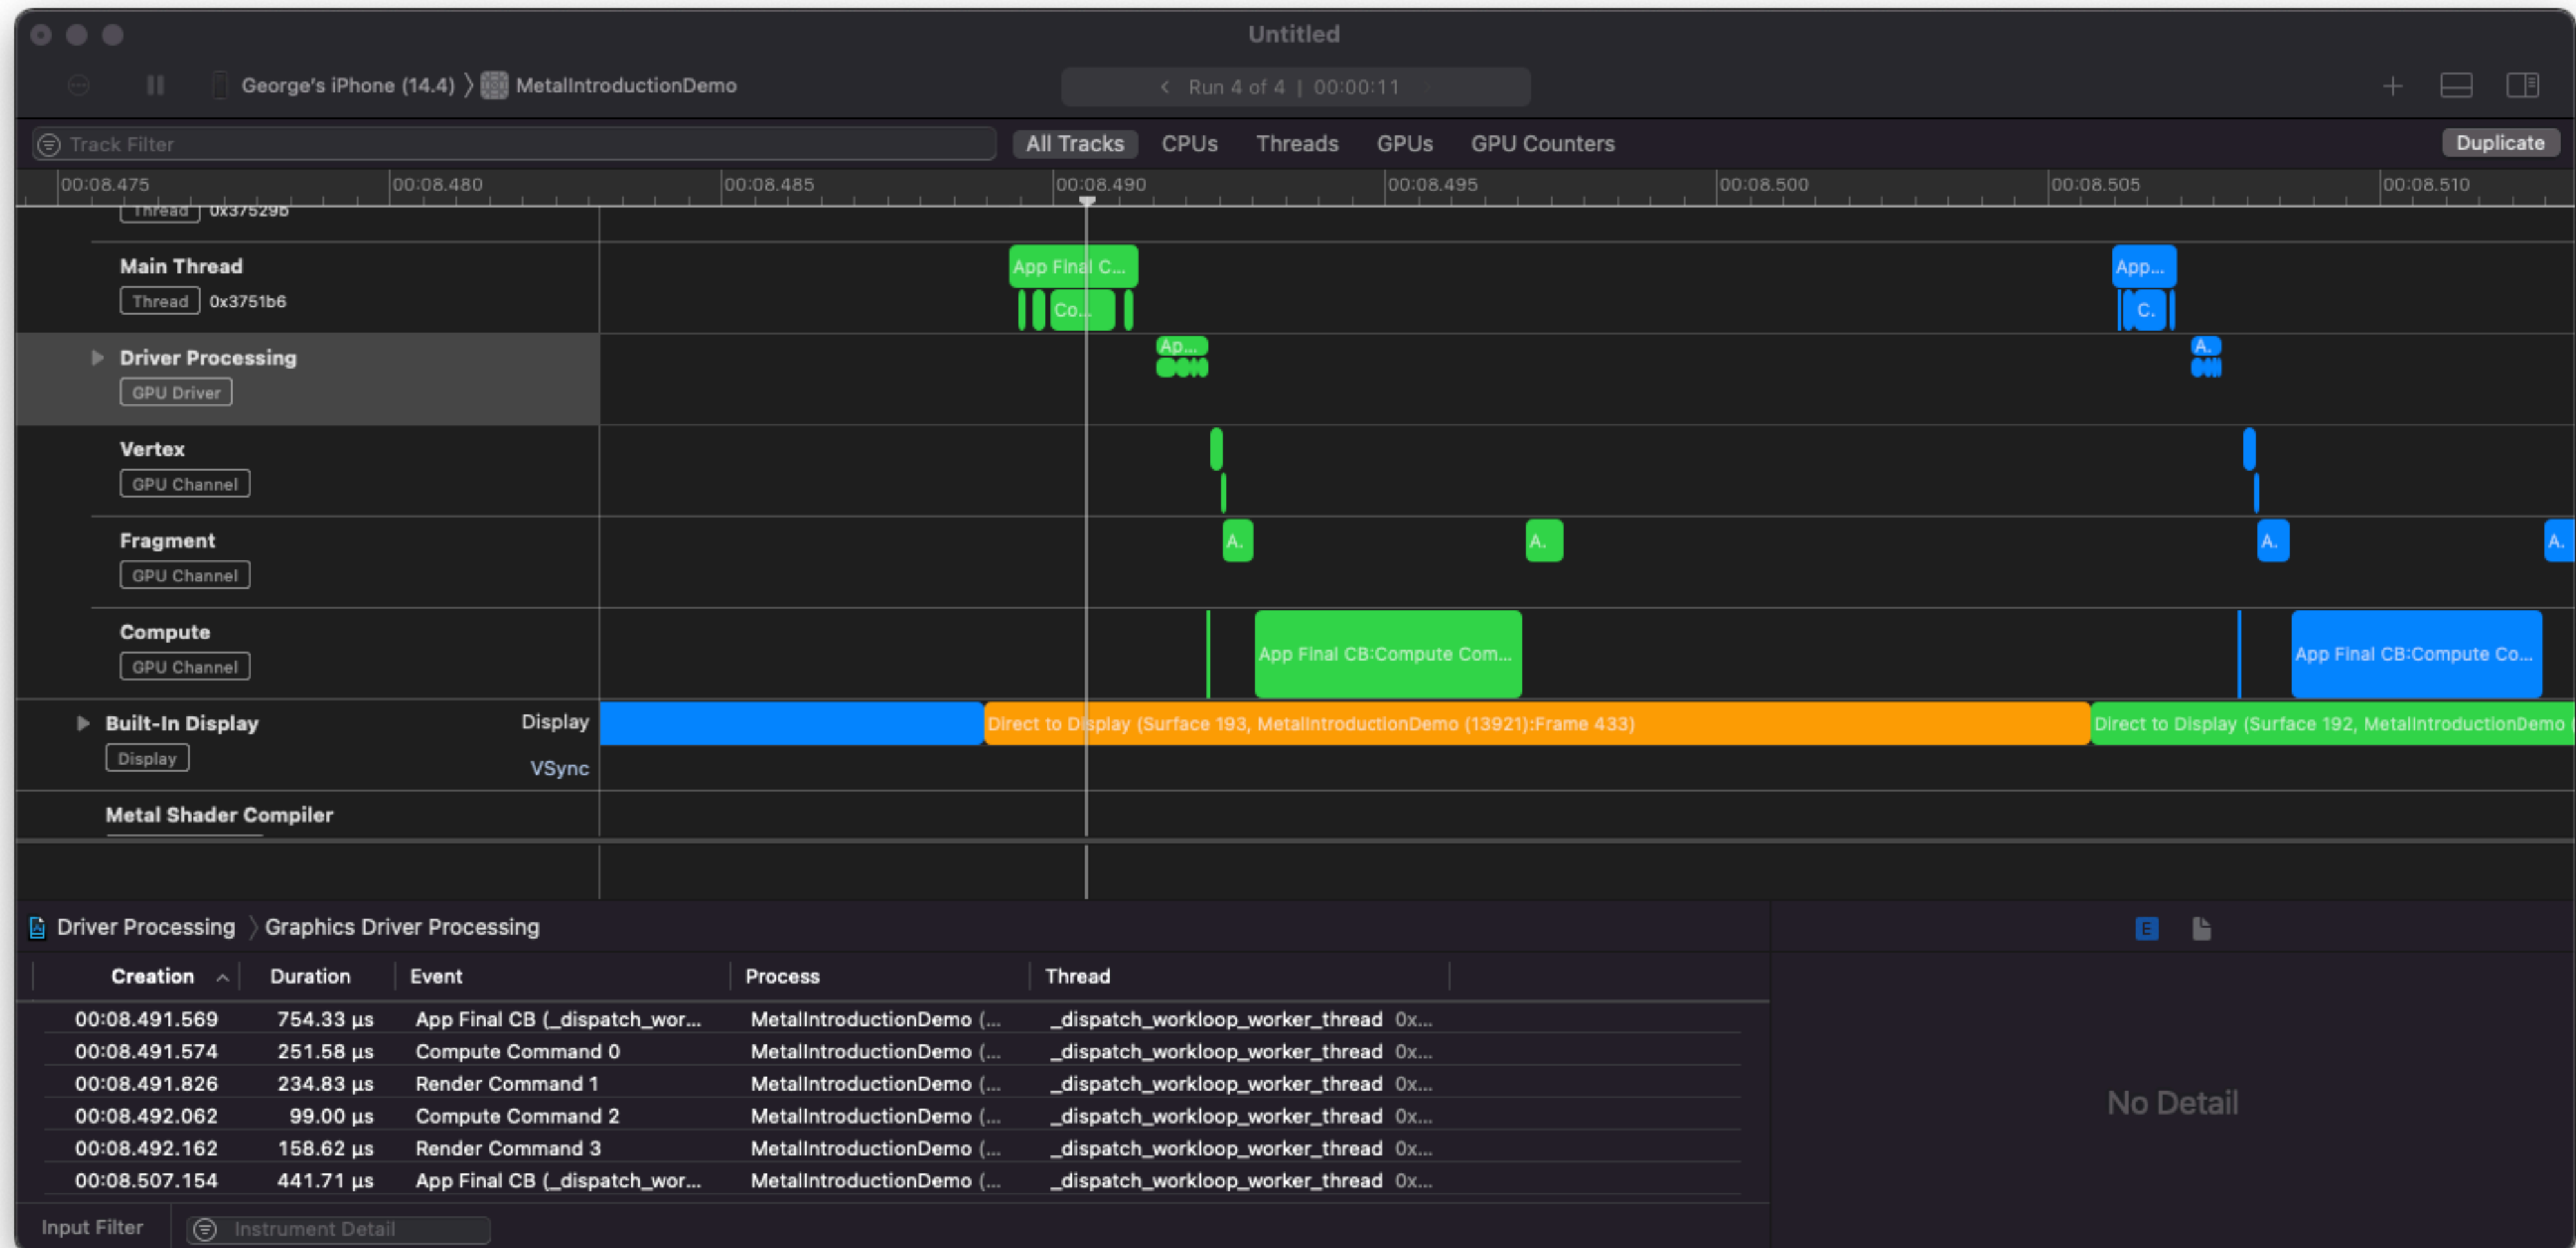 Untitled
George's iPhone (14.4) 〉 MetalIntroductionDemo
< Run 4 of 4 | 00:00:11
Track Filter
All Tracks CPUs Threads GPUs GPU Counters
Duplicate
00:08.475 00:08.480 00:08.485 00:08.490 00:08.495 00:08.500 00:08.505 00:08.510
Thread 0x37529b
Main Thread
Thread 0x3751b6
App Final C...
Co...
App...
C.
Driver Processing
GPU Driver
Ap...
A.
Vertex
GPU Channel
Fragment
GPU Channel
A.
A.
A.
A.
Compute
GPU Channel
App Final CB:Compute Com...
App Final CB:Compute Co...
Built-In Display
Display
Display
VSync
Direct to Display (Surface 193, MetalIntroductionDemo (13921):Frame 433)
Direct to Display (Surface 192, MetalIntroductionDemo (
Metal Shader Compiler
Driver Processing 〉 Graphics Driver Processing
E
Creation Duration Event Process Thread
00:08.491.569 754.33 µs App Final CB (_dispatch_wor... MetalIntroductionDemo (... _dispatch_workloop_worker_thread 0x...
00:08.491.574 251.58 µs Compute Command 0 MetalIntroductionDemo (... _dispatch_workloop_worker_thread 0x...
00:08.491.826 234.83 µs Render Command 1 MetalIntroductionDemo (... _dispatch_workloop_worker_thread 0x...
00:08.492.062 99.00 µs Compute Command 2 MetalIntroductionDemo (... _dispatch_workloop_worker_thread 0x...
00:08.492.162 158.62 µs Render Command 3 MetalIntroductionDemo (... _dispatch_workloop_worker_thread 0x...
00:08.507.154 441.71 µs App Final CB (_dispatch_wor... MetalIntroductionDemo (... _dispatch_workloop_worker_thread 0x...
No Detail
Input Filter
Instrument Detail